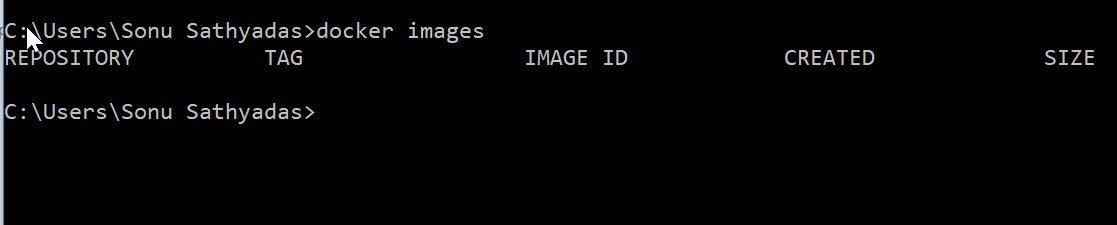 C:\Users\Sonu Sathyadas>docker images
REPOSITORY TAG IMAGE ID CREATED SIZE
C:\Users\Sonu Sathyadas>